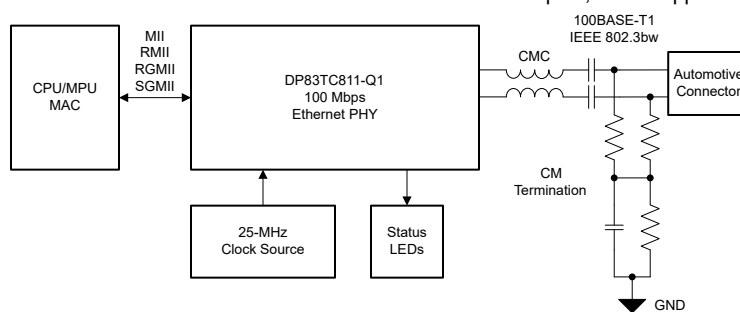 100BASE-T1
IEEE 802.3bw
MII
RMII
RGMII
SGMII
CMC
CPU/MPU
MAC
DP83TC811-Q1
100 Mbps
Ethernet PHY
Automotive
Connector
CM
Termination
25-MHz
Clock Source
Status
LEDs
GND